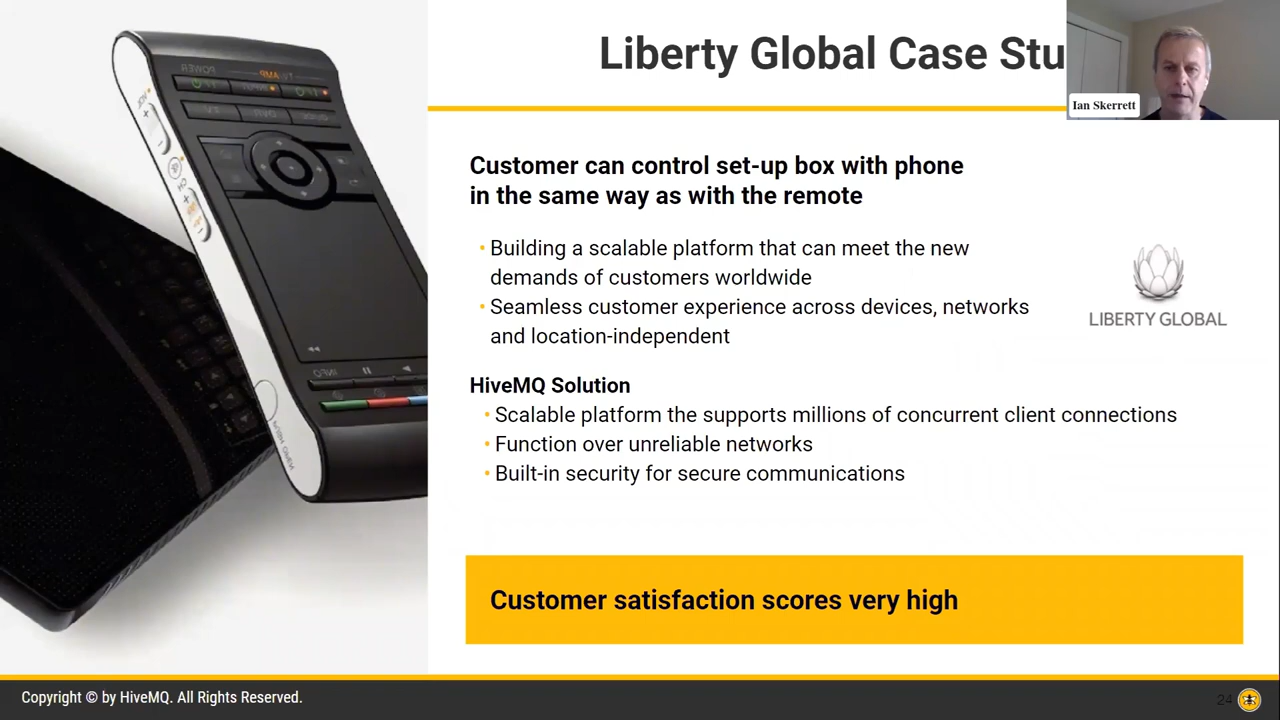 Liberty Global Case Stu
Ian Skerrett
Customer can control set-up box with phone
in the same way as with the remote
• Building a scalable platform that can meet the new
demands of customers worldwide
• Seamless customer experience across devices, networks
and location-independent
LIBERTY GLOBAL
HiveMQ Solution
• Scalable platform the supports millions of concurrent client connections
• Function over unreliable networks
• Built-in security for secure communications
Customer satisfaction scores very high
Copyright © by HiveMQ. All Rights Reserved.
24
POWER
AMP
INFO